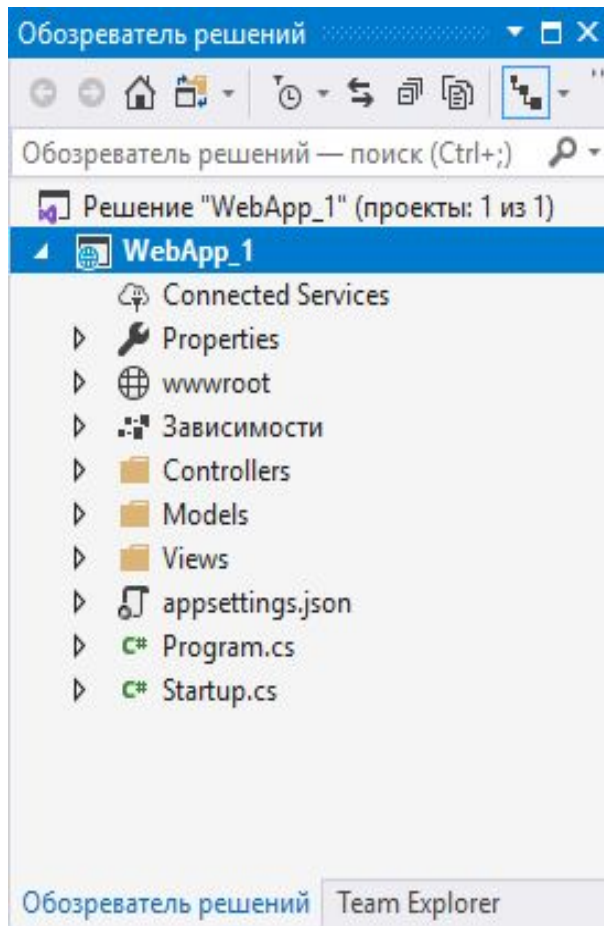 Обозреватель решений
Обозреватель решений — поиск (Ctrl+;)
Решение "WebApp_1" (проекты: 1 из 1)
WebApp_1
Connected Services
Properties
wwwroot
Зависимости
Controllers
Models
Views
appsettings.json
C# Program.cs
C# Startup.cs
Обозреватель решений Team Explorer